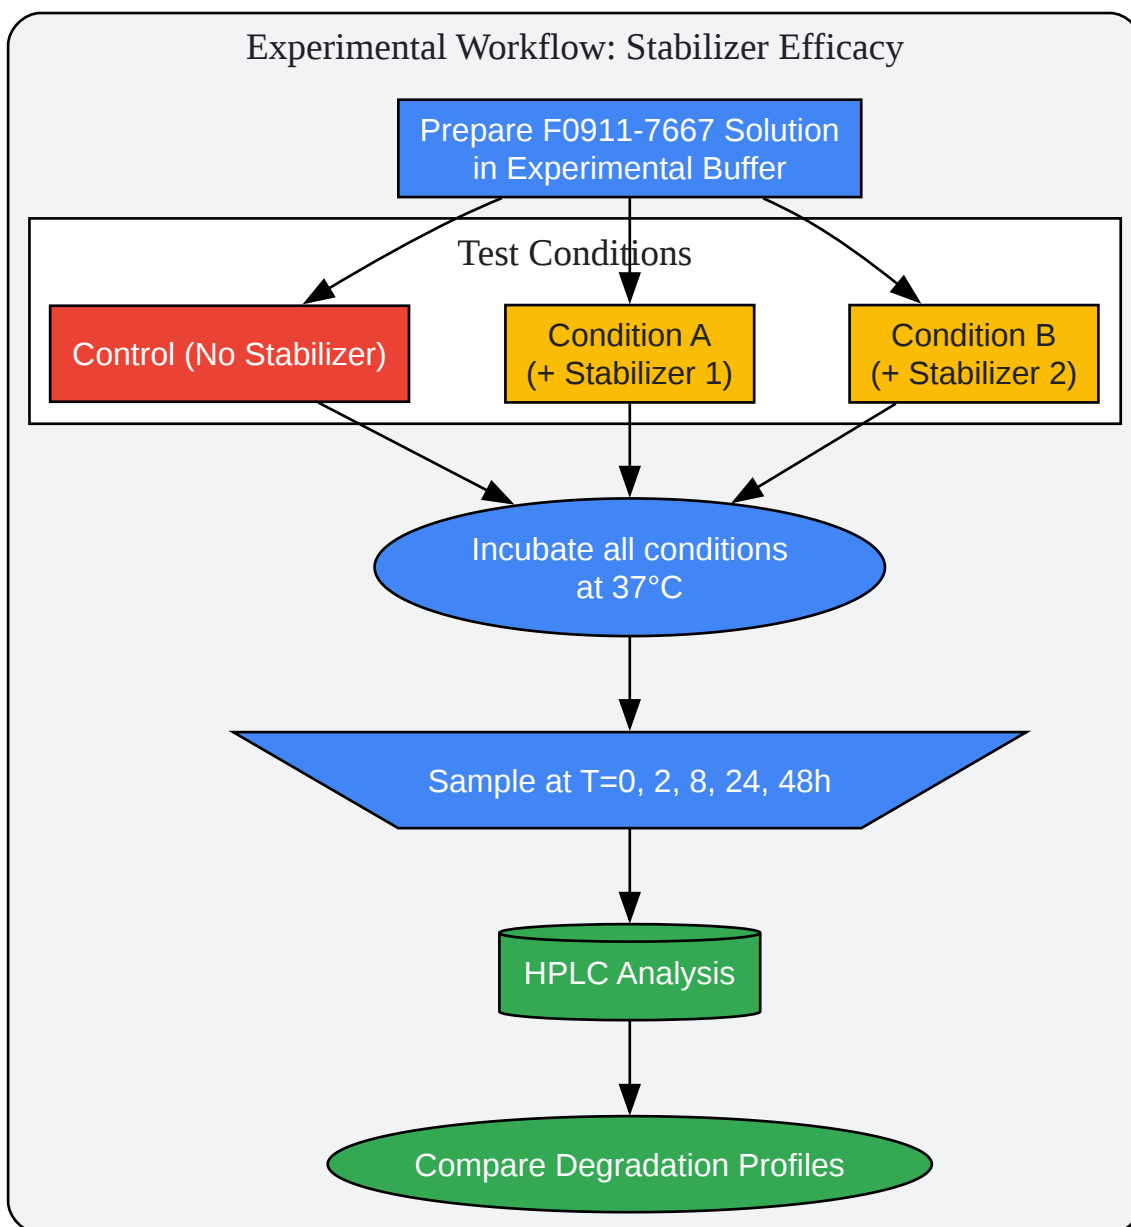 Experimental Workflow: Stabilizer Efficacy
Prepare F0911-7667 Solution
in Experimental Buffer
Test Conditions
Control (No Stabilizer)
Condition A
(+ Stabilizer 1)
Condition B
(+ Stabilizer 2)
Incubate all conditions
at 37°C
Sample at T=0, 2, 8, 24, 48h
HPLC Analysis
Compare Degradation Profiles